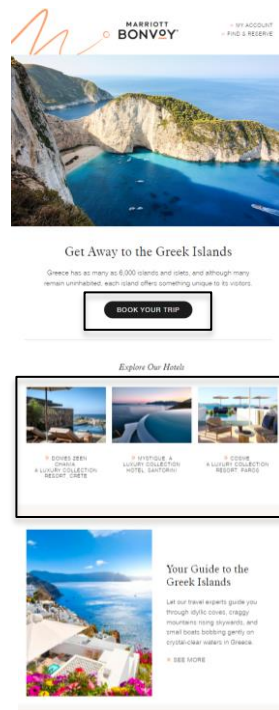 MARRIOTT
BONVOY
> MY ACCOUNT
> FIND & RESERVE
Get Away to the Greek Islands
Greece has as many as 6,000 islands and islets, and although many
remain uninhabited, each island offers something unique to its visitors.
BOOK YOUR TRIP
Explore Our Hotels
> DOMES ZEEN
CHANIA
A LUXURY COLLECTION
RESORT, CRETE
> MYSTIQUE, A
LUXURY COLLECTION
HOTEL, SANTORINI
> COSME,
A LUXURY COLLECTION
RESORT, PAROS
Your Guide to the
Greek Islands
Let our travel experts guide you
through idyllic coves, craggy
mountains rising skywards, and
small boats bobbing gently on
crystal-clear waters in Greece.
> SEE MORE